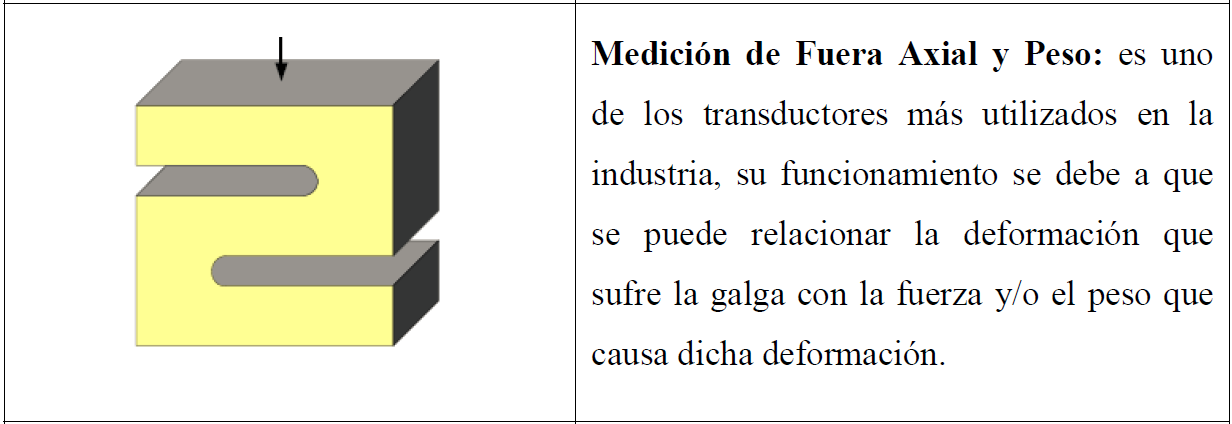 Medición de Fuera Axial y Peso: es uno
de los transductores más utilizados en la
industria, su funcionamiento se debe a que
se puede relacionar la deformación que
sufre la galga con la fuerza y/o el peso que
causa dicha deformación.